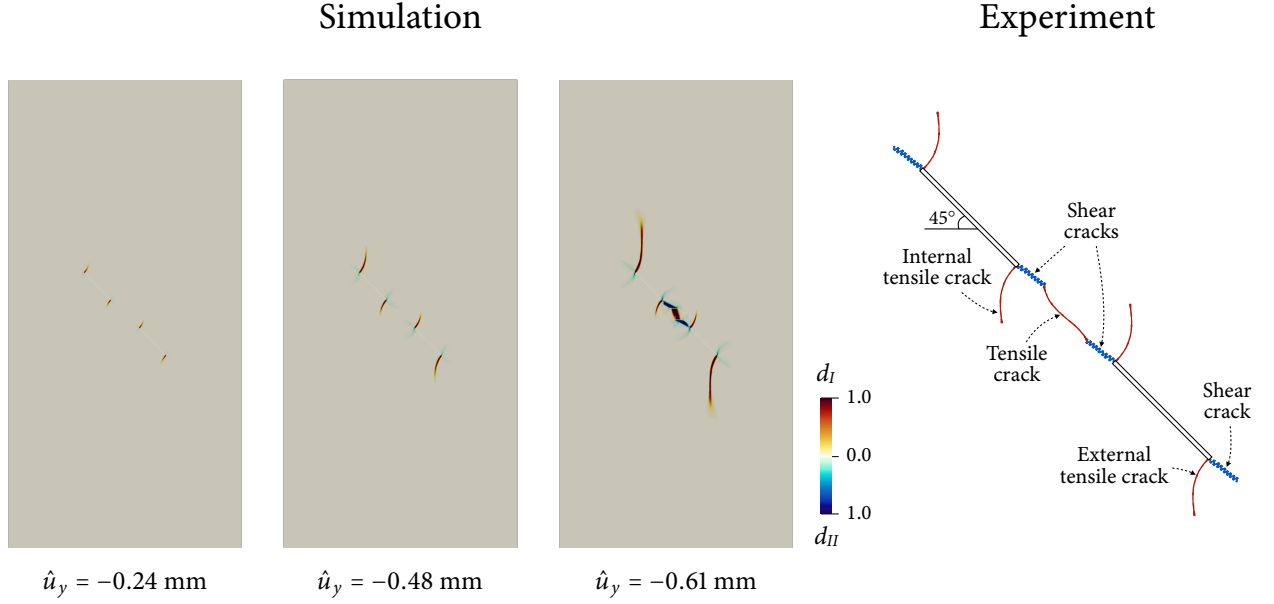 Simulation
Experiment
45°
Shear
cracks
Internal
tensile crack
Tensile
crack
Shear
crack
External
tensile crack
d_I
1.0
0.0
1.0
d_II
û_y = −0.24 mm
û_y = −0.48 mm
û_y = −0.61 mm